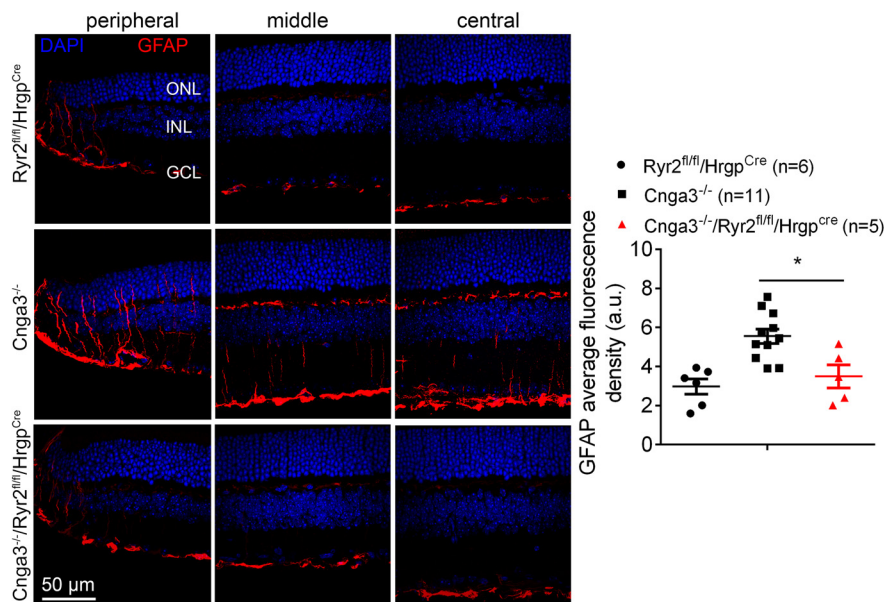 peripheral middle central
DAPI GFAP
ONL
INL
GCL
Ryr2fl/fl/HrgpCre
Cnga3-/-
Cnga3-/-/Ryr2fl/fl/HrgpCre
50 µm
Ryr2fl/fl/HrgpCre (n=6)
Cnga3-/- (n=11)
Cnga3-/-/Ryr2fl/fl/Hrgpcre (n=5)
GFAP average fluorescence
density (a.u.)
10
8
6
4
2
0
*